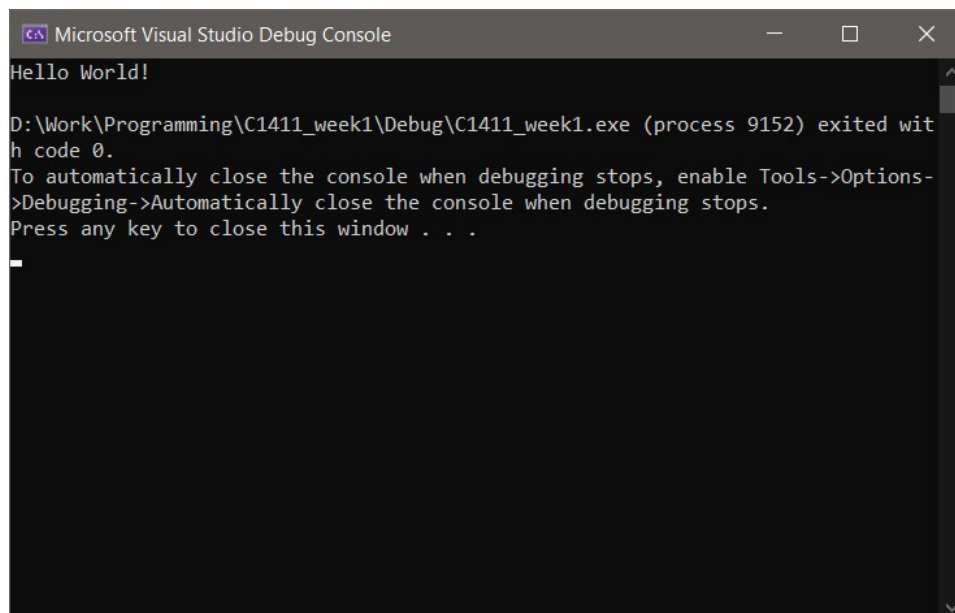 Microsoft Visual Studio Debug Console
Hello World!
D:\Work\Programming\C1411_week1\Debug\C1411_week1.exe (process 9152) exited wit
h code 0.
To automatically close the console when debugging stops, enable Tools->Options-
>Debugging->Automatically close the console when debugging stops.
Press any key to close this window . . .